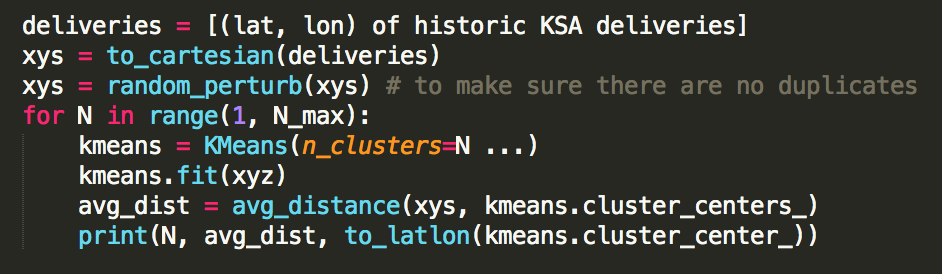 deliveries = [(lat, lon) of historic KSA deliveries]
xys = to_cartesian(deliveries)
xys = random_perturb(xys) # to make sure there are no duplicates
for N in range(1, N_max):
    kmeans = KMeans(n_clusters=N ...)
    kmeans.fit(xyz)
    avg_dist = avg_distance(xys, kmeans.cluster_centers_)
    print(N, avg_dist, to_latlon(kmeans.cluster_center_))